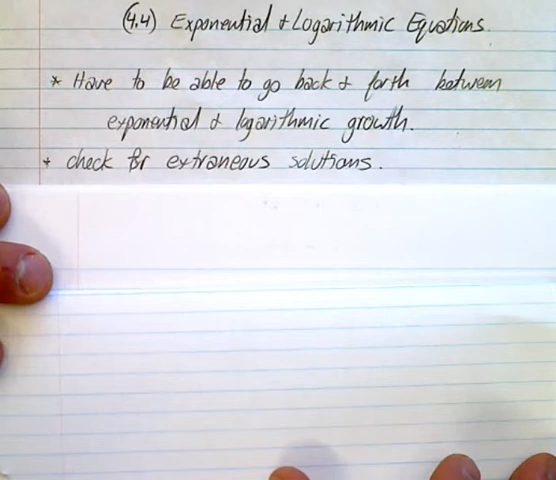 (4.4) Exponential & Logarithmic Equations.
* Have to be able to go back & forth between
exponential & logarithmic growth.
* check for extraneous solutions.